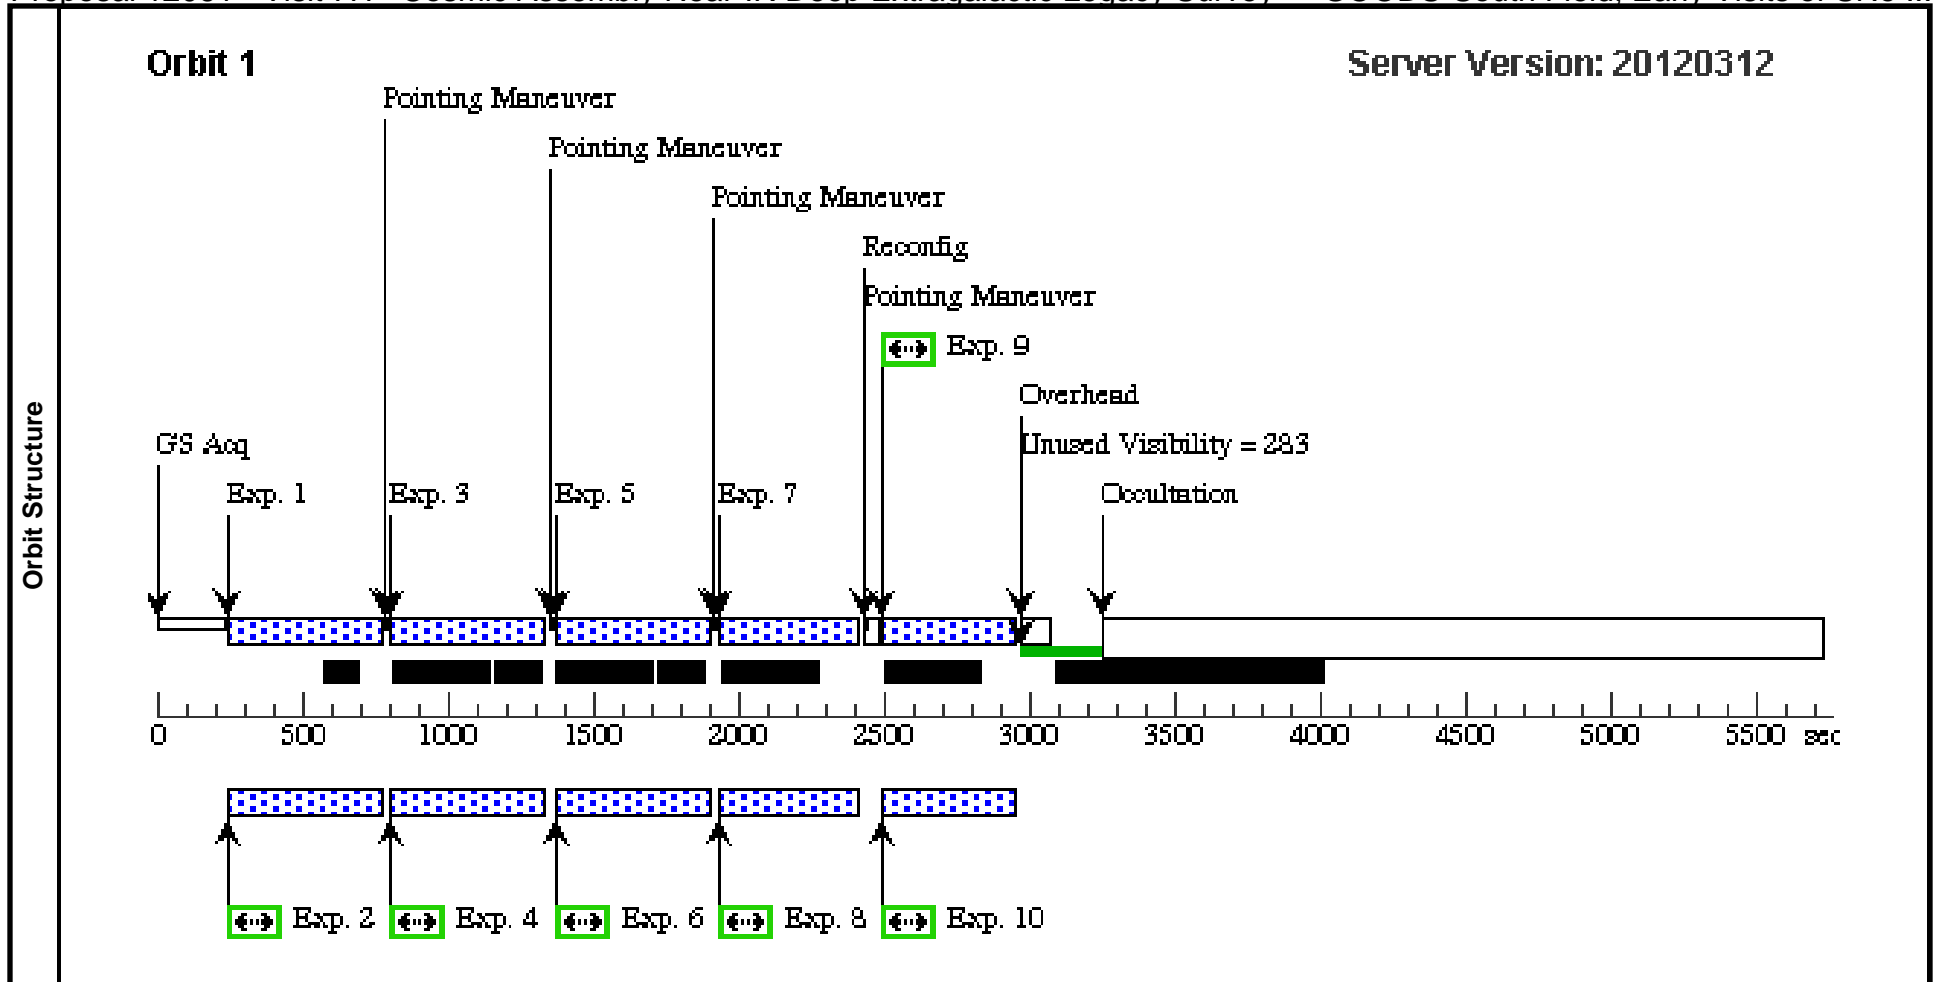 Orbit 1
Server Version: 20120312
Pointing Maneuver
Pointing Maneuver
Pointing Maneuver
Reconfig
Pointing Maneuver
Exp. 9
Overhead
GS Acq
Unused Visibility = 283
Exp. 1
Exp. 3
Exp. 5
Exp. 7
Occultation
Orbit Structure
0 500 1000 1500 2000 2500 3000 3500 4000 4500 5000 5500 sec
Exp. 2
Exp. 4
Exp. 6
Exp. 8
Exp. 10